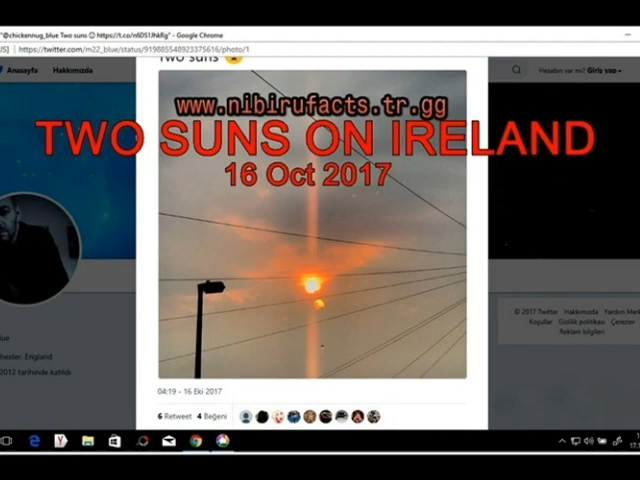 "@chickennug_blue Two suns https://t.co/n6DS1JhkRg" - Google Chrome
https://twitter.com/m22_blue/status/919885548923375616/photo/1
Anasayfa Hakkımızda
Hesabın var mı? Giriş yap
Two suns
www.nibirufacts.tr.gg
TWO SUNS ON IRELAND
16 Oct 2017
© 2017 Twitter Hakkımızda Yardım
Koşullar Gizlilik politikası Çerezler
Reklam bilgileri
England
2012 tarihinde katıldı
04:19 - 16 Eki 2017
6 Retweet 4 Beğeni